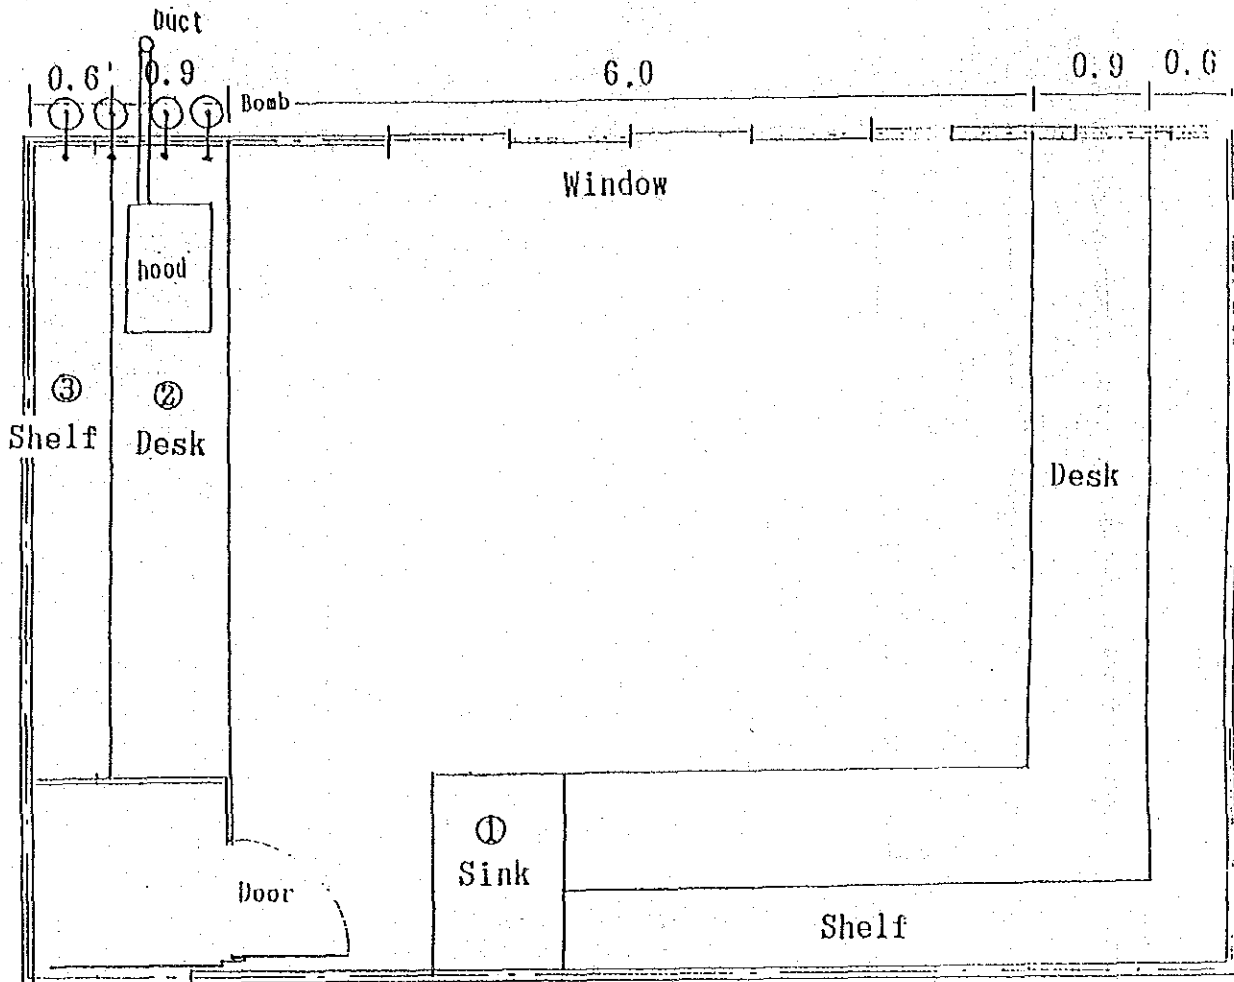 Duct
0.6 0.9 6.0 0.9 0.6
Bomb
Window
hood
③ ②
Shelf Desk
Desk
①
Sink
Door
Shelf